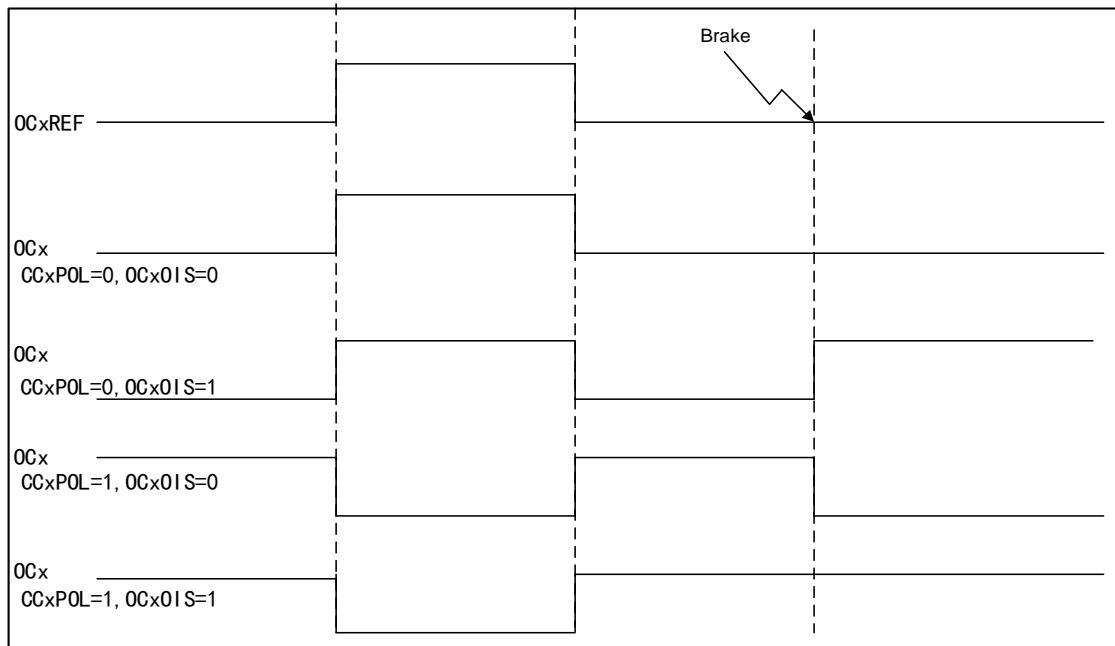 Brake
OCxREF
OCx
CCxPOL=0, OCxOIS=0
OCx
CCxPOL=0, OCxOIS=1
OCx
CCxPOL=1, OCxOIS=0
OCx
CCxPOL=1, OCxOIS=1